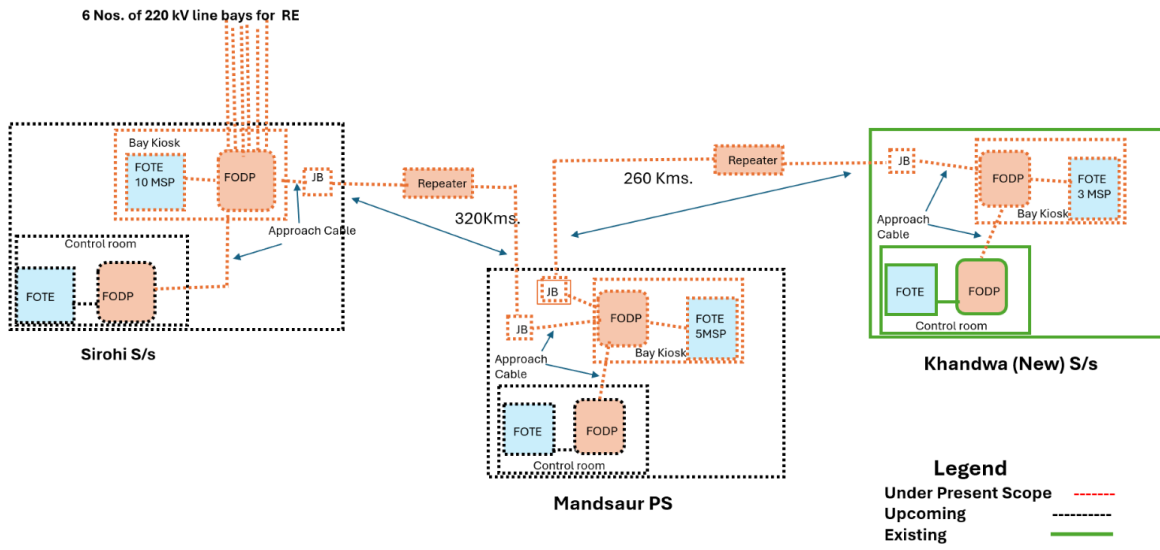 6 Nos. of 220 kV line bays for RE
Bay Kiosk
FOTE
10 MSP
FODP
JB
Repeater
Approach Cable
320Kms.
Control room
FOTE
FODP
Sirohi S/s
Repeater
260 Kms.
JB
JB
FODP
FOTE
5MSP
Bay Kiosk
Approach
Cable
FOTE
FODP
Control room
Mandsaur PS
JB
FODP
FOTE
3 MSP
Bay Kiosk
Approach
Cable
FOTE
FODP
Control room
Khandwa (New) S/s
Legend
Under Present Scope
Upcoming
Existing